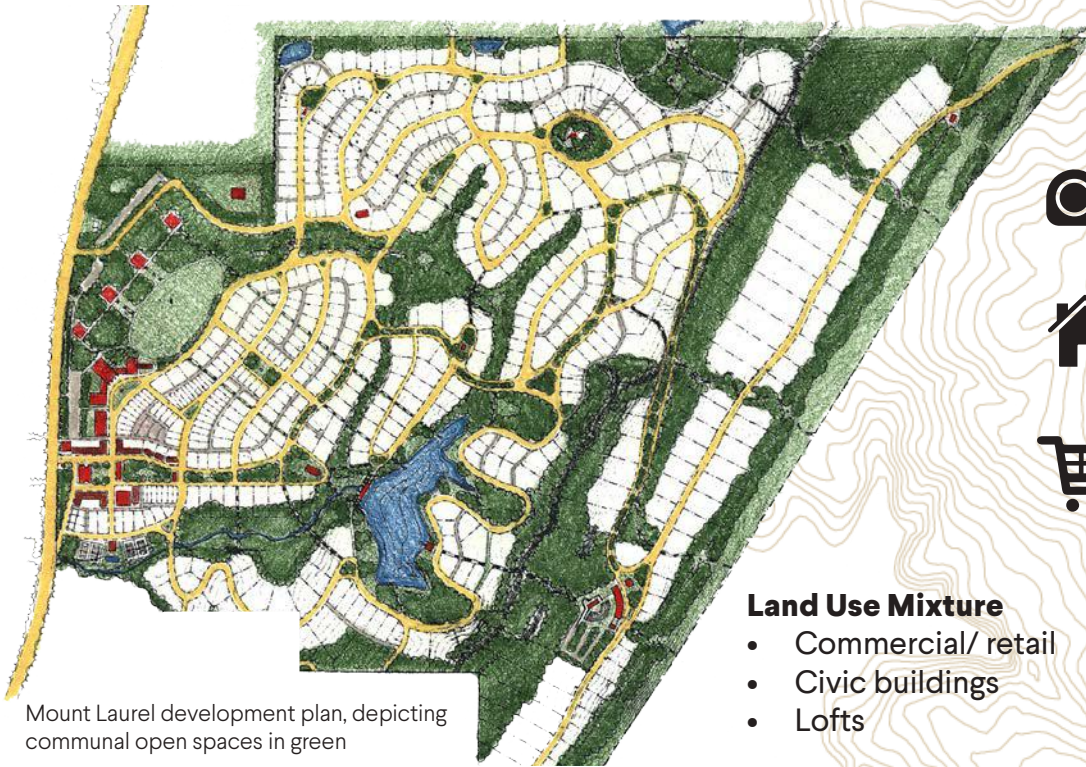 Land Use Mixture
• Commercial/ retail
• Civic buildings
• Lofts
Mount Laurel development plan, depicting
communal open spaces in green